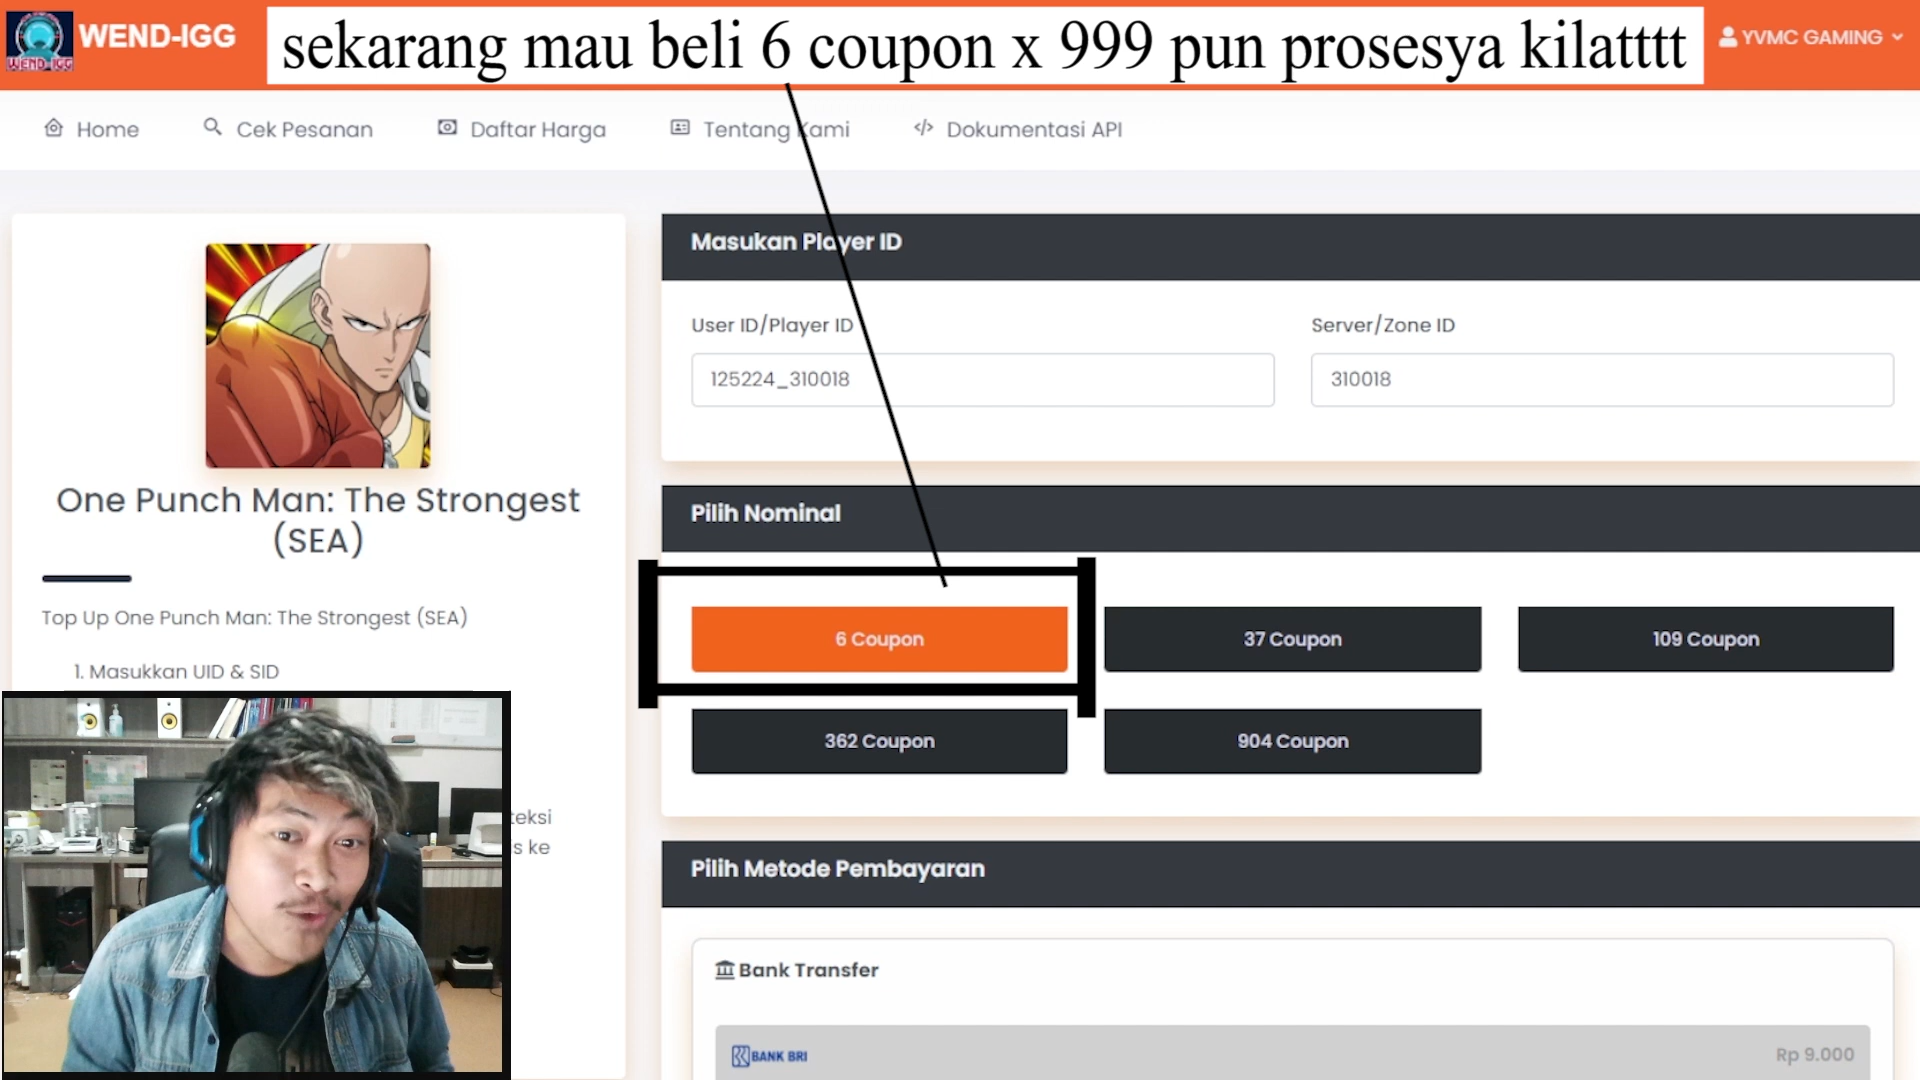 WEND-IGG
WEND_IGG
sekarang mau beli 6 coupon x 999 pun prosesya kilatttt
YVMC GAMING
Home
Cek Pesanan
Daftar Harga
Tentang Kami
Dokumentasi API
One Punch Man: The Strongest
(SEA)
Top Up One Punch Man: The Strongest (SEA)
1. Masukkan UID & SID
teksi
s ke
Masukan Player ID
User ID/Player ID
Server/Zone ID
125224_310018
310018
Pilih Nominal
6 Coupon
37 Coupon
109 Coupon
362 Coupon
904 Coupon
Pilih Metode Pembayaran
Bank Transfer
BANK BRI
Rp 9.000